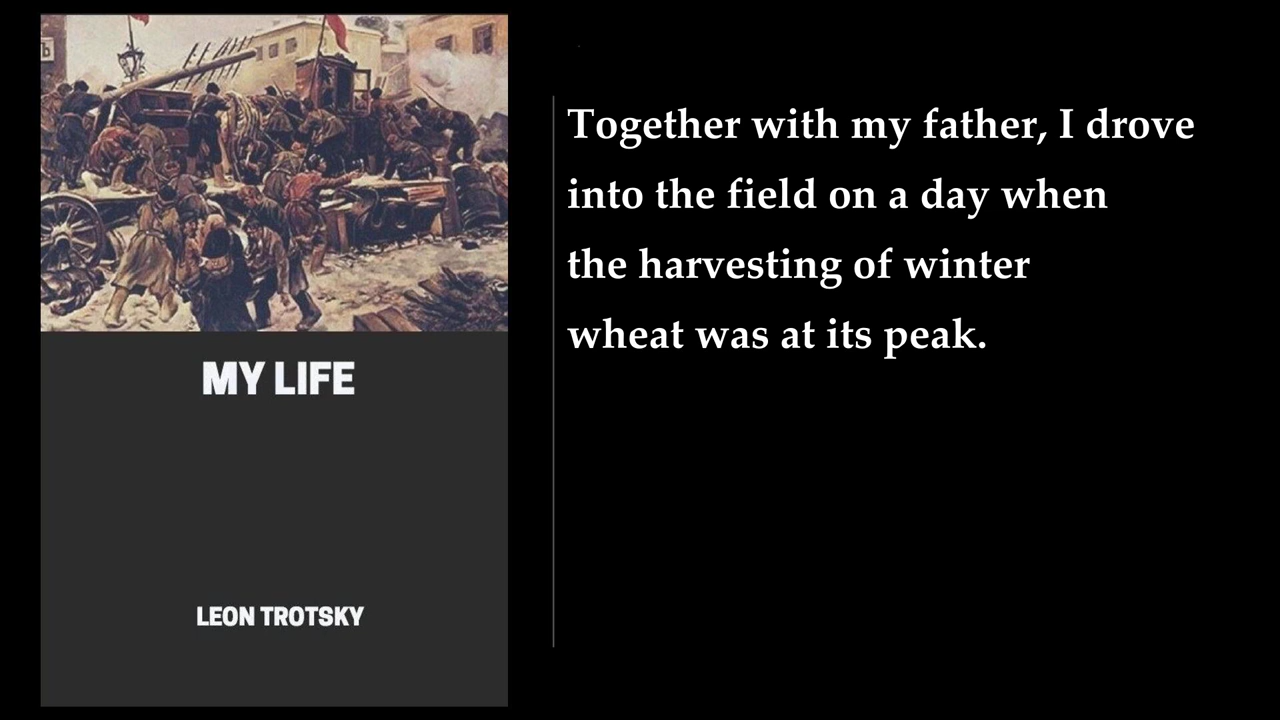 MY LIFE
LEON TROTSKY
Together with my father, I drove
into the field on a day when
the harvesting of winter
wheat was at its peak.